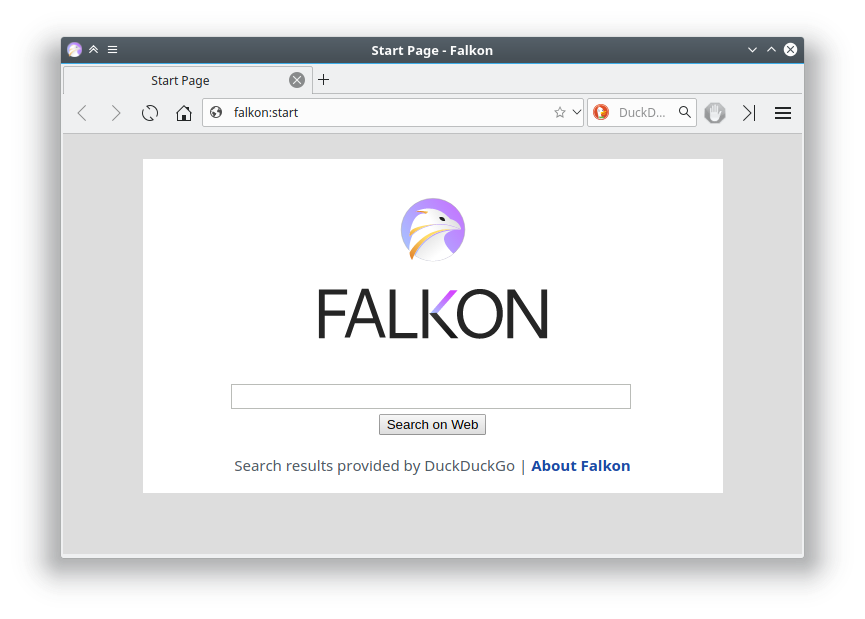 Start Page - Falkon
Start Page
falkon:start
DuckD...
FALKON
Search on Web
Search results provided by DuckDuckGo | About Falkon